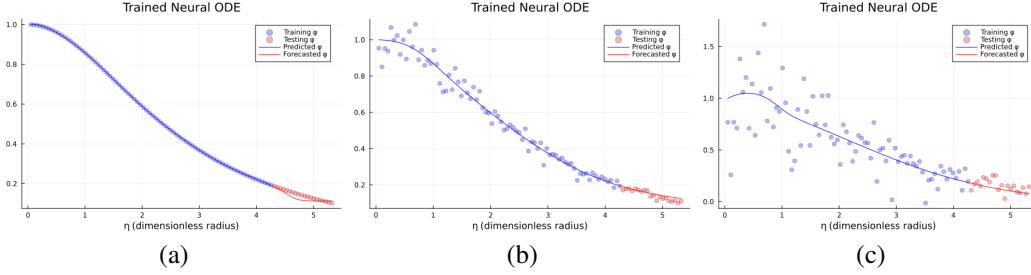 Trained Neural ODE
1.0
0.8
0.6
0.4
0.2
0
1
2
3
4
5
η (dimensionless radius)
Training φ
Testing φ
Predicted φ
Forecasted φ
(a)
Trained Neural ODE
1.0
0.8
0.6
0.4
0.2
0
1
2
3
4
5
η (dimensionless radius)
Training φ
Testing φ
Predicted φ
Forecasted φ
(b)
Trained Neural ODE
1.5
1.0
0.5
0.0
0
1
2
3
4
5
η (dimensionless radius)
Training φ
Testing φ
Predicted φ
Forecasted φ
(c)